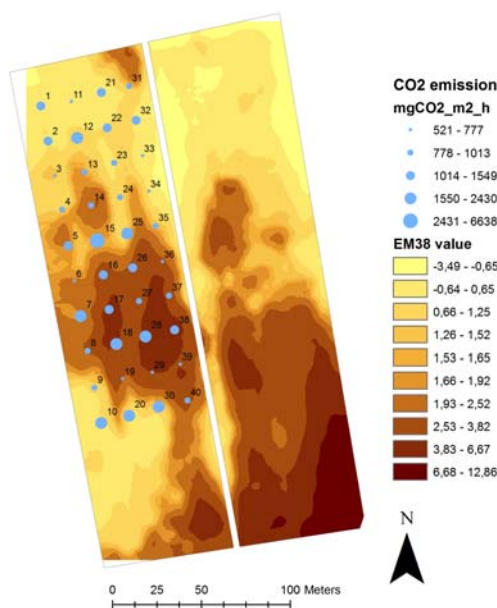 1
11
21
31
2
12
22
32
3
13
23
33
4
14
24
34
5
15
25
35
6
16
26
36
7
17
27
37
8
18
28
38
9
19
29
39
10
20
30
40
CO2 emission
mgCO2_m2_h
521 - 777
778 - 1013
1014 - 1549
1550 - 2430
2431 - 6638
EM38 value
-3,49 - -0,65
-0,64 - 0,65
0,66 - 1,25
1,26 - 1,52
1,53 - 1,65
1,66 - 1,92
1,93 - 2,52
2,53 - 3,82
3,83 - 6,67
6,68 - 12,86
N
0 25 50 100 Meters